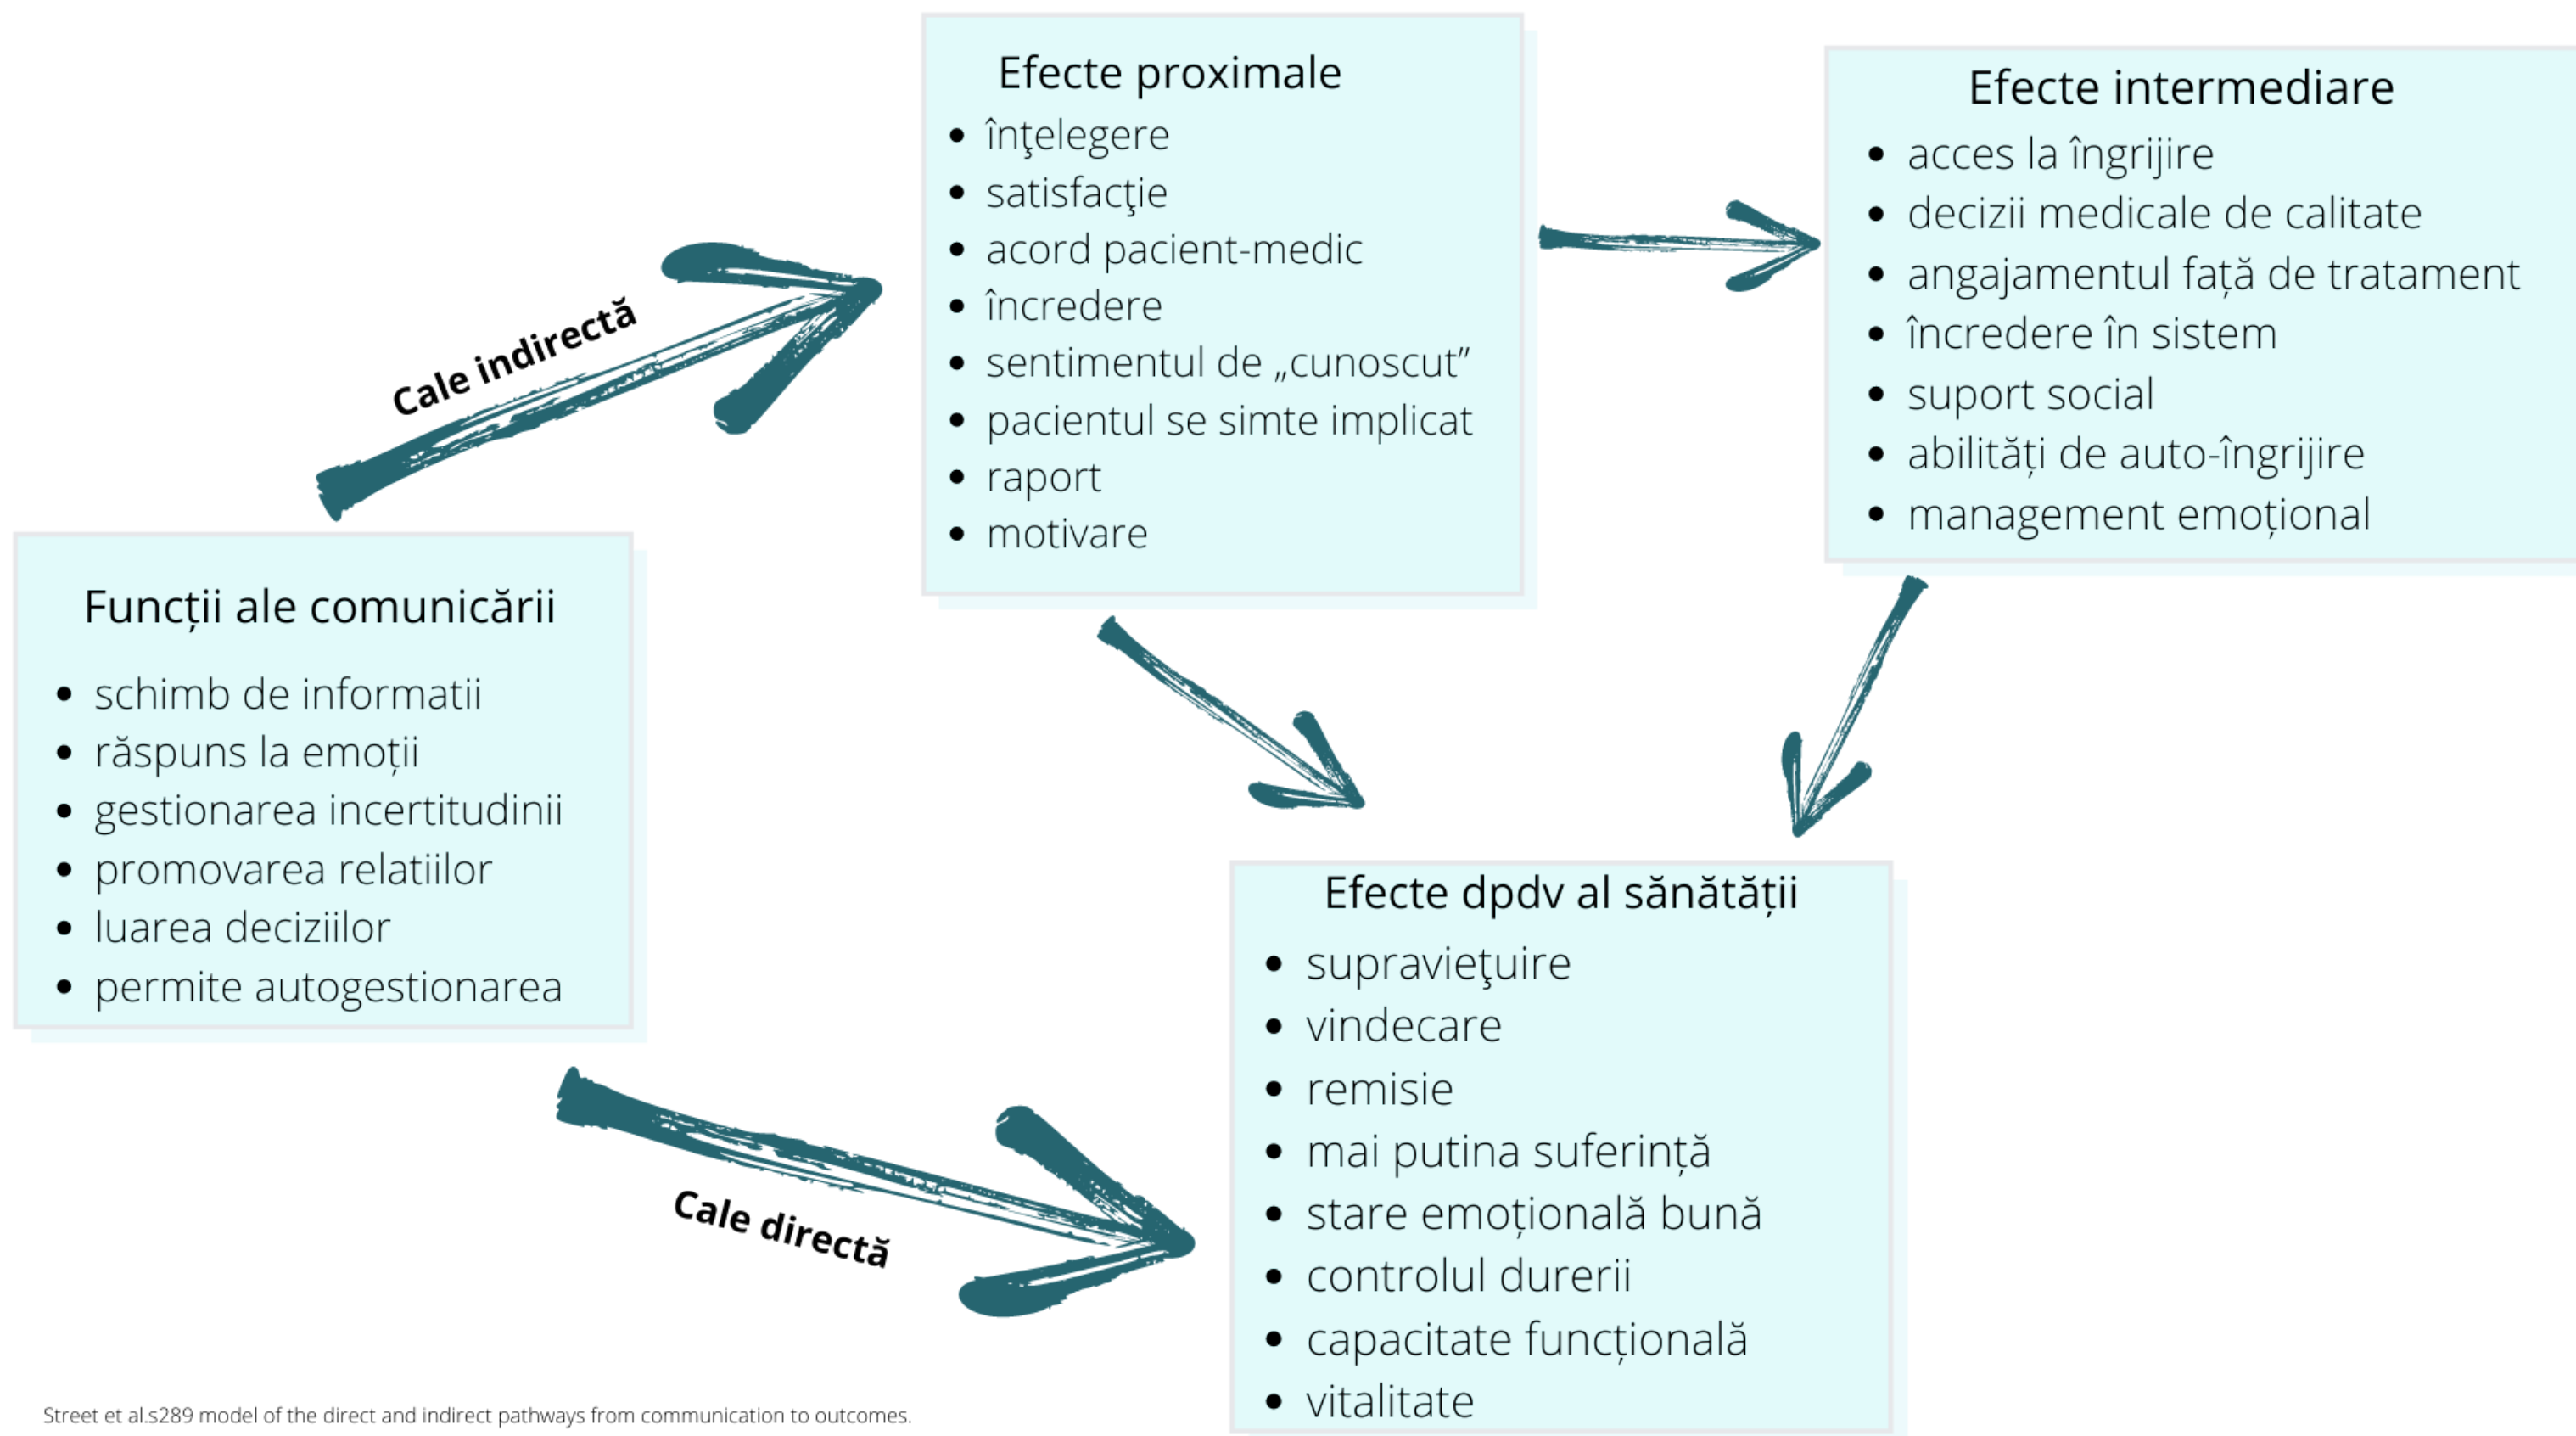 Efecte proximale
• înţelegere
• satisfacţie
• acord pacient-medic
• încredere
• sentimentul de „cunoscut”
• pacientul se simte implicat
• raport
• motivare
Efecte intermediare
• acces la îngrijire
• decizii medicale de calitate
• angajamentul față de tratament
• încredere în sistem
• suport social
• abilități de auto-îngrijire
• management emoțional
Cale indirectă
Funcții ale comunicării
• schimb de informatii
• răspuns la emoții
• gestionarea incertitudinii
• promovarea relatiilor
• luarea deciziilor
• permite autogestionarea
Cale directă
Efecte dpdv al sănătății
• supravieţuire
• vindecare
• remisie
• mai putina suferință
• stare emoțională bună
• controlul durerii
• capacitate funcțională
• vitalitate
Street et al.s289 model of the direct and indirect pathways from communication to outcomes.